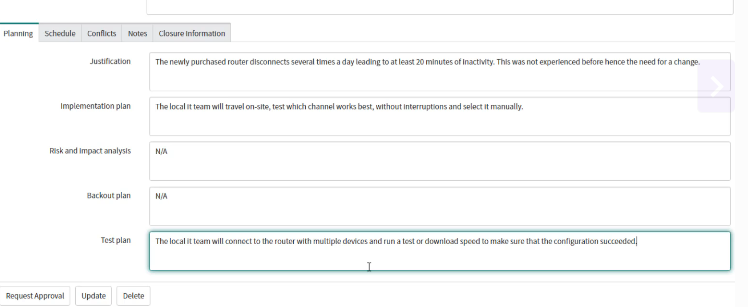 Planning Schedule Conflicts Notes Closure Information
Justification The newly purchased router disconnects several times a day leading to at least 20 minutes of inactivity. This was not experienced before hence the need for a change.
Implementation plan The local it team will travel on-site, test which channel works best, without interruptions and select it manually.
Risk and impact analysis N/A
Backout plan N/A
Test plan The local it team will connect to the router with multiple devices and run a test or download speed to make sure that the configuration succeeded.
Request Approval Update Delete